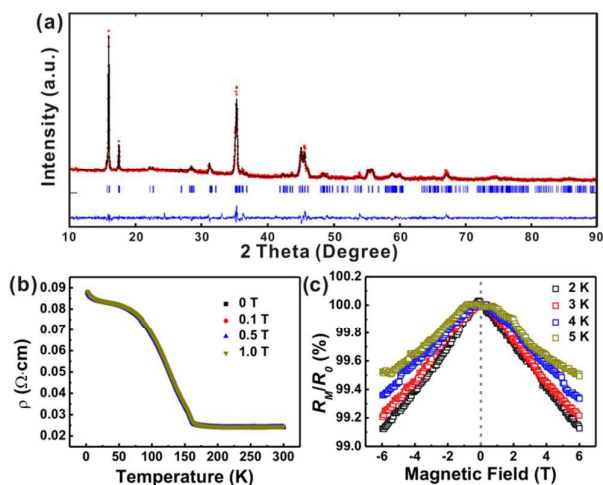 (a)
Intensity (a.u.)
10 20 30 40 50 60 70 80 90
2 Theta (Degree)
(b)
0.09
0.08
0.07
0.06
0.05
0.04
0.03
0.02
ρ (Ω·cm)
0 T
0.1 T
0.5 T
1.0 T
0 50 100 150 200 250 300
Temperature (K)
(c)
100.2
100.0
99.8
99.6
99.4
99.2
99.0
R_M/R_0 (%)
2 K
3 K
4 K
5 K
-6 -4 -2 0 2 4 6
Magnetic Field (T)